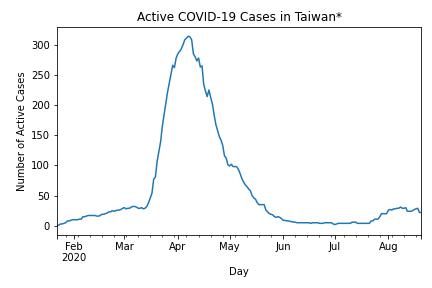 Active COVID-19 Cases in Taiwan*
Number of Active Cases
300
250
200
150
100
50
0
Feb
2020
Mar
Apr
May
Jun
Jul
Aug
Day